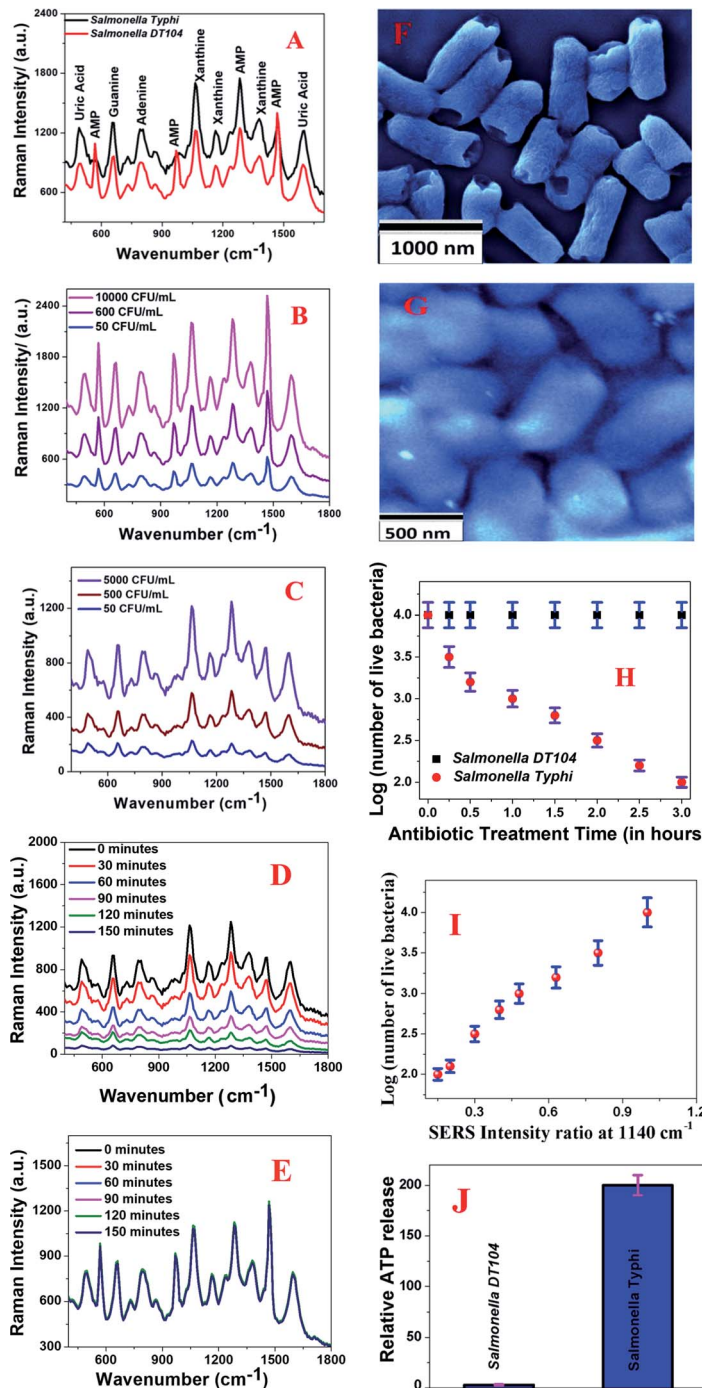 Salmonella Typhi
Salmonella DT104
A
Uric Acid
AMP
Guanine
Adenine
AMP
Xanthine
Xanthine
AMP
Xanthine
AMP
Uric Acid
Raman Intensity/ (a.u.)
2400
1800
1200
600
600 900 1200 1500
Wavenumber (cm-1)
B
10000 CFU/mL
600 CFU/mL
50 CFU/mL
Raman Intensity/ (a.u.)
2400
1800
1200
600
600 900 1200 1500 1800
Wavenumber (cm-1)
C
5000 CFU/mL
500 CFU/mL
50 CFU/mL
Raman Intensity (a.u.)
1200
800
400
0
600 900 1200 1500 1800
Wavenumber (cm-1)
D
0 minutes
30 minutes
60 minutes
90 minutes
120 minutes
150 minutes
Raman Intensity (a.u.)
2000
1600
1200
800
400
0
600 900 1200 1500 1800
Wavenumber (cm-1)
E
0 minutes
30 minutes
60 minutes
90 minutes
120 minutes
150 minutes
Raman Intensity (a.u.)
1500
1200
900
600
300
600 900 1200 1500 1800
Wavenumber (cm-1)
F
1000 nm
G
500 nm
H
Log (number of live bacteria)
4.0
3.5
3.0
2.5
2.0
Salmonella DT104
Salmonella Typhi
0.0 0.5 1.0 1.5 2.0 2.5 3.0
Antibiotic Treatment Time (in hours
I
Log (number of live bacteria)
4.0
3.5
3.0
2.5
2.0
0.3 0.6 0.9 1.2
SERS Intensity ratio at 1140 cm-1
J
Relative ATP release
200
150
100
50
0
Salmonella DT104
Salmonella Typhi